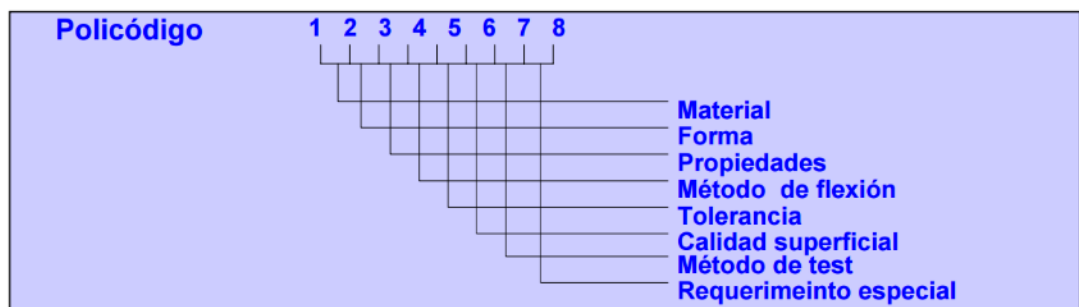 Policódigo 1 2 3 4 5 6 7 8
Material
Forma
Propiedades
Método de flexión
Tolerancia
Calidad superficial
Método de test
Requerimeinto especial